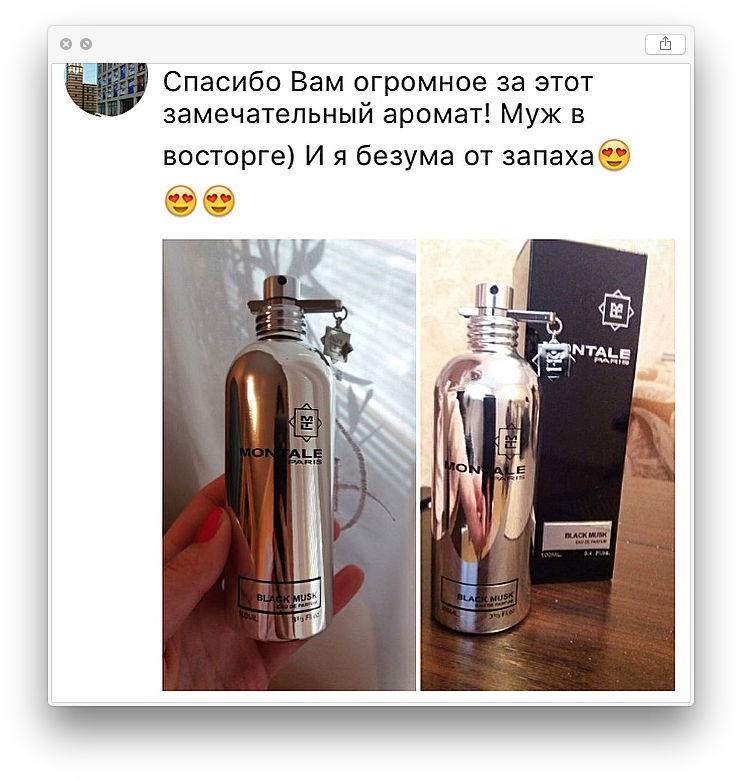 Спасибо Вам огромное за этот
замечательный аромат! Муж в
восторге) И я безума от запаха😍
😍😍
MONTALE
PARIS
BLACK MUSK
EAU DE PARFUM
100ML
3⅓ Fl.oz
MONTALE
PARIS
BLACK MUSK
EAU DE PARFUM
100ML
3⅓ Fl.oz
MONTALE
PARIS
BLACK MUSK
EAU DE PARFUM
100ML. 3.4 Fl.oz.